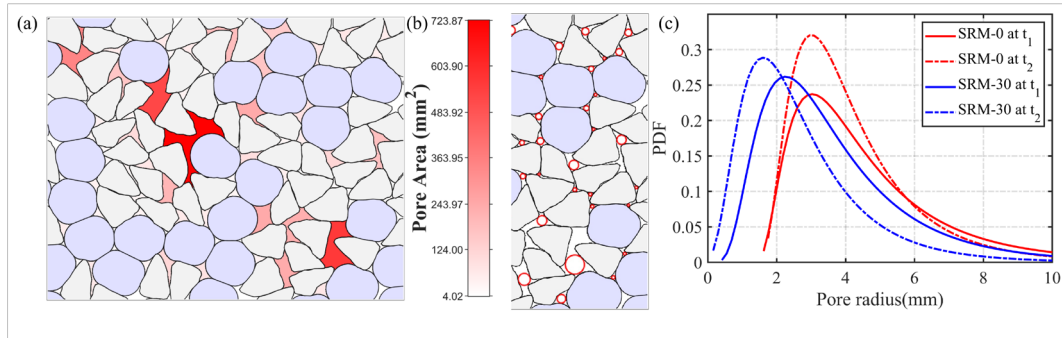 (a)
Pore Area (mm²)
723.87
603.90
483.92
363.95
243.97
124.00
4.02
(b)
(c)
PDF
0.3
0.25
0.2
0.15
0.1
0.05
0
SRM-0 at t₁
SRM-0 at t₂
SRM-30 at t₁
SRM-30 at t₂
0 2 4 6 8 10
Pore radius(mm)